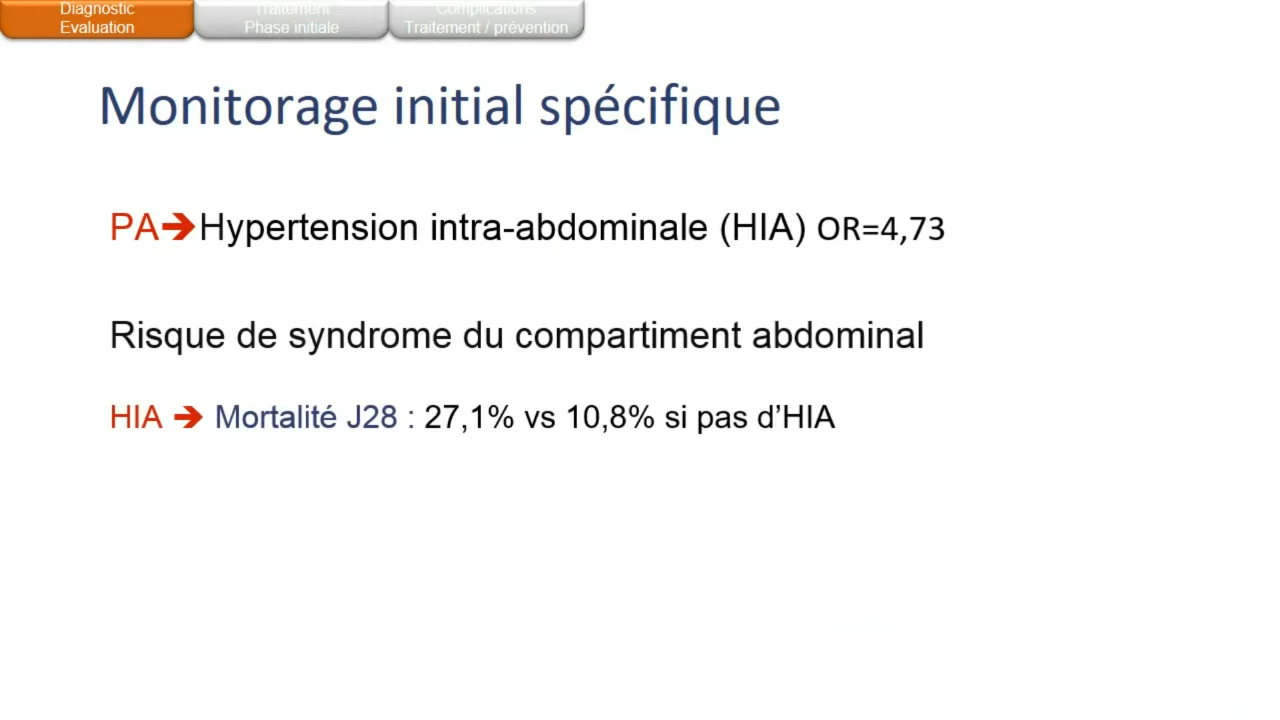 Diagnostic
Evaluation
Traitement
Phase initiale
Complications
Traitement / prévention
Monitorage initial spécifique
PA➔Hypertension intra-abdominale (HIA) OR=4,73
Risque de syndrome du compartiment abdominal
HIA ➔ Mortalité J28 : 27,1% vs 10,8% si pas d’HIA